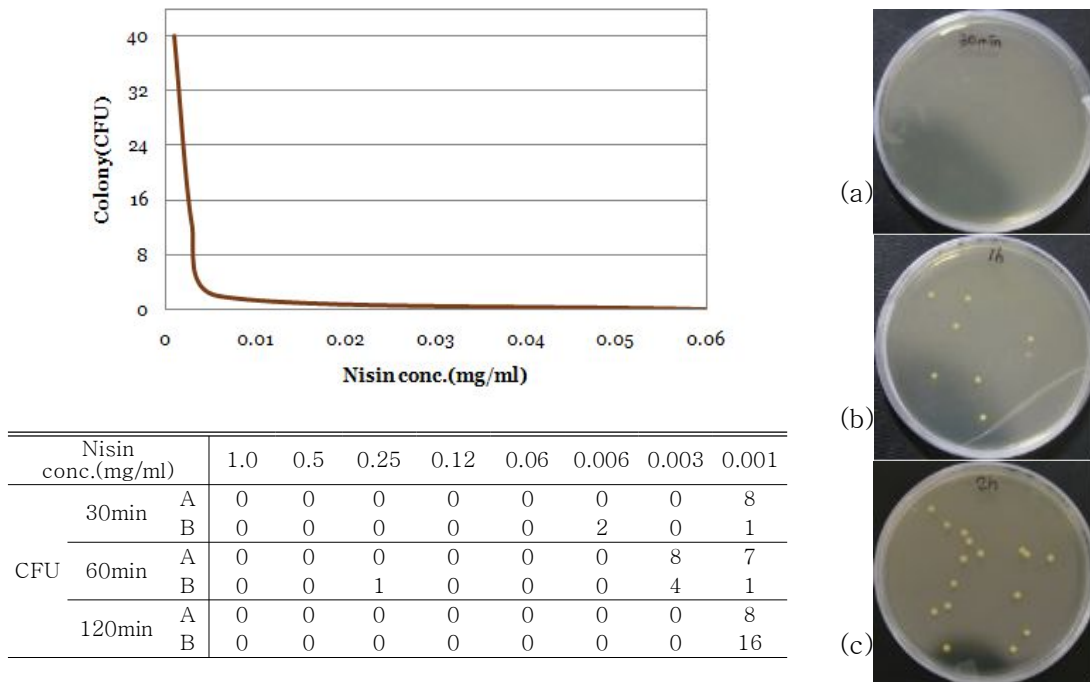 40
32
24
16
8
0
Colony(CFU)
0 0.01 0.02 0.03 0.04 0.05 0.06
Nisin conc.(mg/ml)
Nisin conc.(mg/ml) 1.0 0.5 0.25 0.12 0.06 0.006 0.003 0.001
CFU
30min A 0 0 0 0 0 0 0 8
B 0 0 0 0 0 2 0 1
60min A 0 0 0 0 0 0 8 7
B 0 0 1 0 0 0 4 1
120min A 0 0 0 0 0 0 0 8
B 0 0 0 0 0 0 0 16
30min
(a)
1h
(b)
2h
(c)